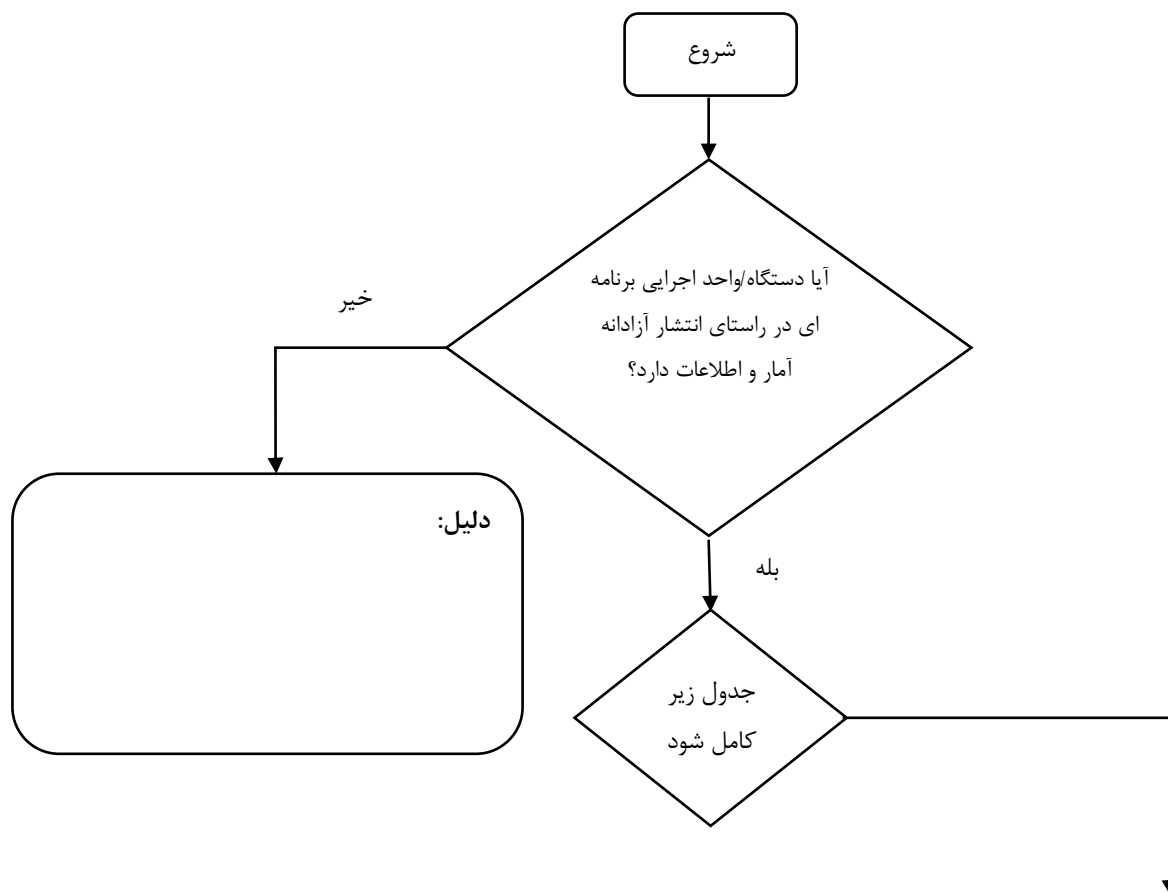 شروع
آیا دستگاه/واحد اجرایی برنامه
ای در راستای انتشار آزادانه
آمار و اطلاعات دارد؟
خیر
دلیل:
بله
جدول زیر
کامل شود